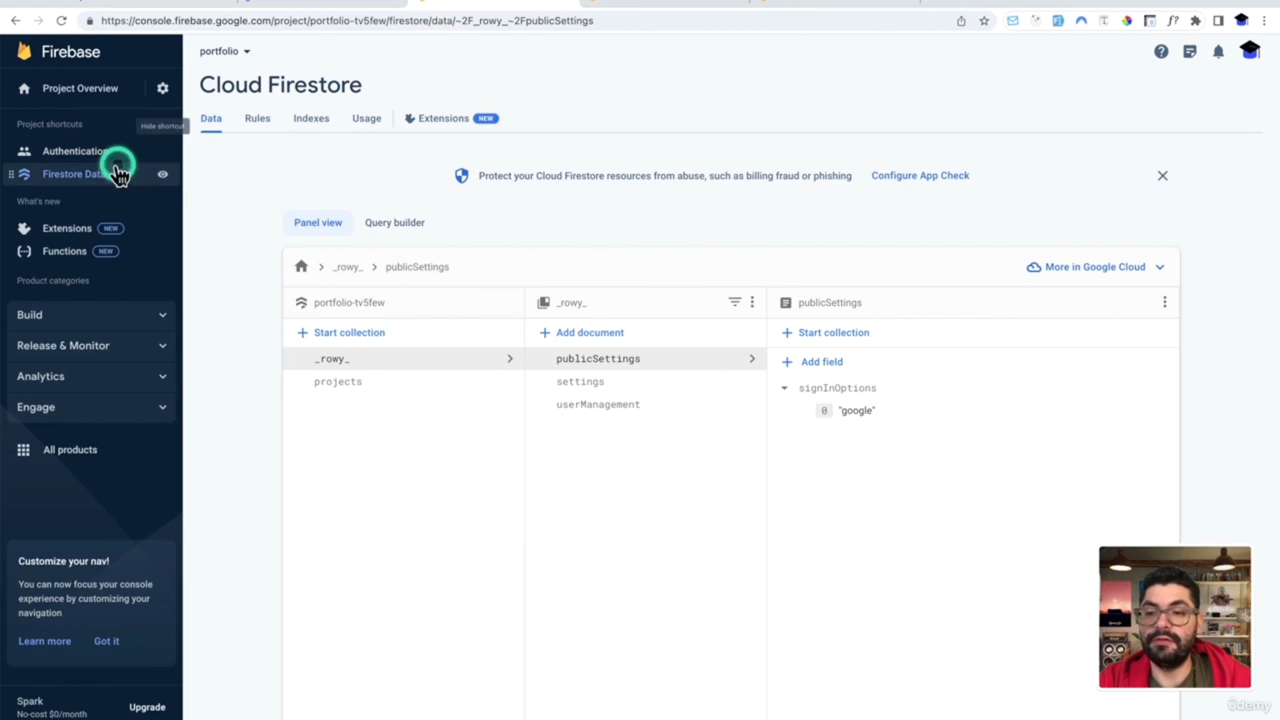 https://console.firebase.google.com/project/portfolio-tv5few/firestore/data/~2F_rowy_~2FpublicSettings
Firebase
portfolio
Project Overview
Cloud Firestore
Project shortcuts
Hide shortcut
Data
Rules
Indexes
Usage
Extensions NEW
Authentication
Firestore Data
Protect your Cloud Firestore resources from abuse, such as billing fraud or phishing
Configure App Check
What's new
Extensions NEW
Functions NEW
Panel view
Query builder
Product categories
_rowy_
publicSettings
More in Google Cloud
portfolio-tv5few
_rowy_
publicSettings
Build
Start collection
Add document
Start collection
Release & Monitor
_rowy_
publicSettings
Add field
Analytics
projects
settings
signInOptions
Engage
userManagement
0 "google"
All products
Customize your nav!
You can now focus your console
experience by customizing your
navigation
Learn more
Got it
Spark
No-cost $0/month
Upgrade
ûdemy